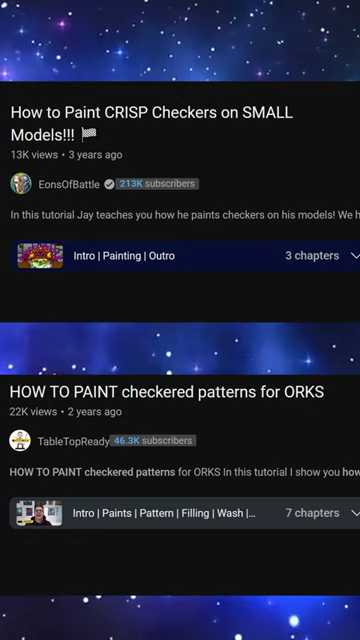 How to Paint CRISP Checkers on SMALL
Models!!! 🏁
13K views • 3 years ago
EonsOfBattle 213K subscribers
In this tutorial Jay teaches you how he paints checkers on his models! We h
Intro | Painting | Outro 3 chapters
HOW TO PAINT checkered patterns for ORKS
22K views • 2 years ago
TableTopReady 46.3K subscribers
HOW TO PAINT checkered patterns for ORKS In this tutorial I show you how
Intro | Paints | Pattern | Filling | Wash |... 7 chapters